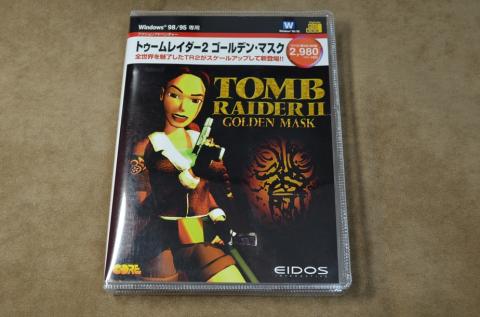 Windows® 98/95 専用
トゥームレイダー2 ゴールデン・マスク
全世界を魅了したTR2がスケールアップして新登場!!
2,980
TOMB
RAIDER II
GOLDEN MASK
CORE
EIDOS
INTERACTIVE